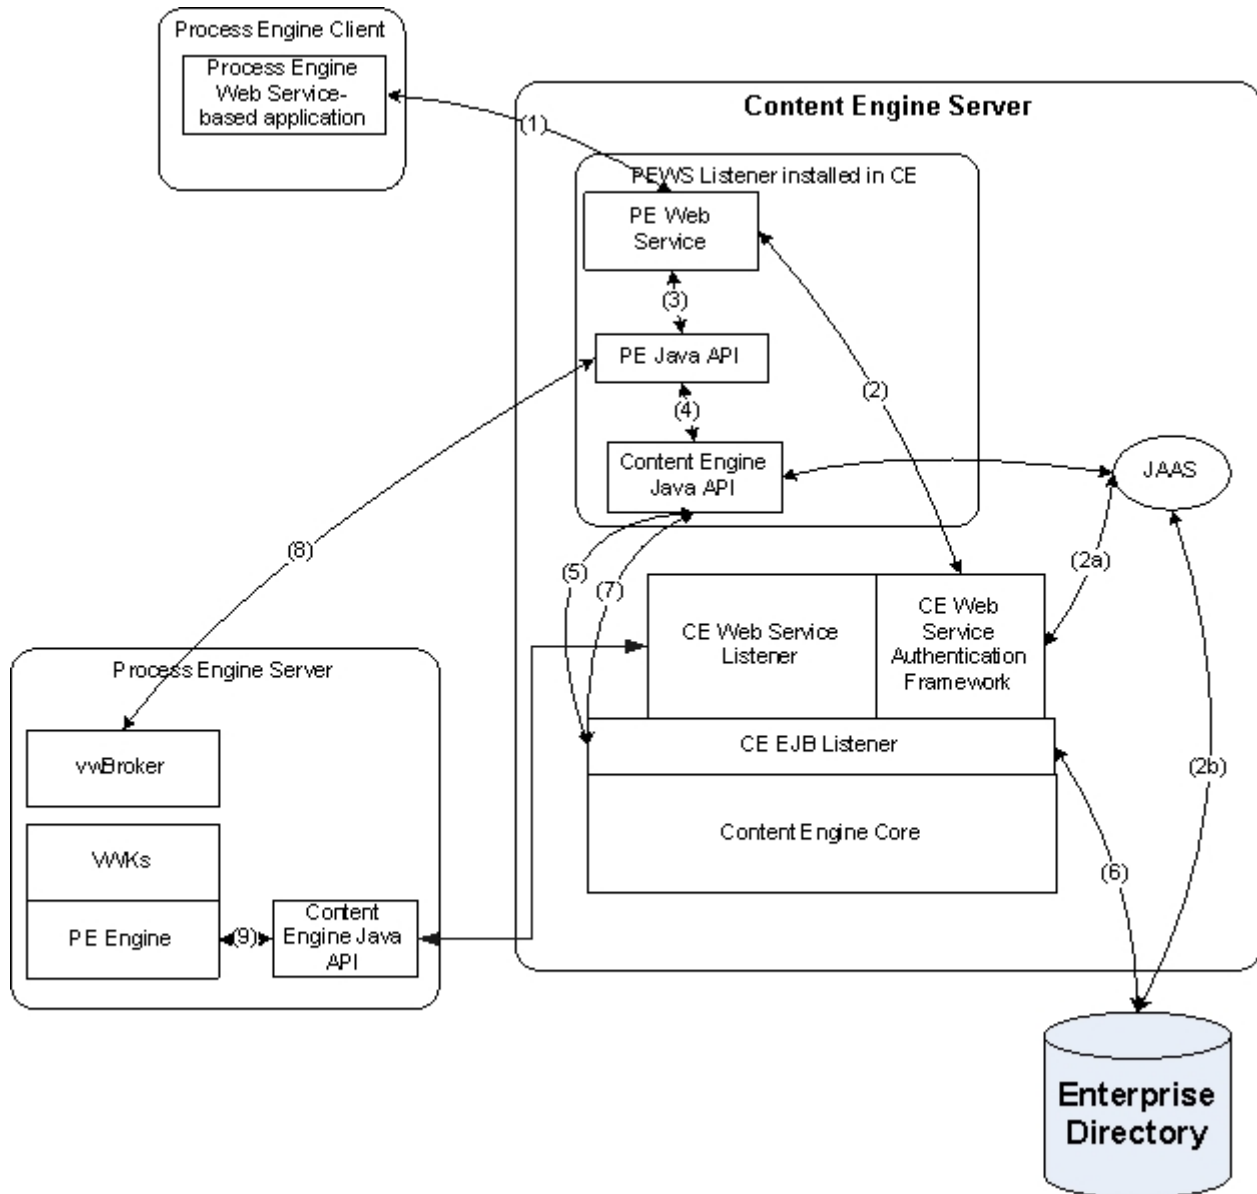 Process Engine Client
Process Engine
Web Service-
based application
Content Engine Server
(1)
PEWS Listener installed in CE
PE Web
Service
(3)
PE Java API
(2)
(4)
Content Engine
Java API
JAAS
(8)
(5)
(7)
(2a)
CE Web Service
Listener
CE Web
Service
Authentication
Framework
Process Engine Server
CE EJB Listener
vwBroker
(2b)
Content Engine Core
VWKs
(6)
PE Engine
(9)
Content
Engine Java
API
Enterprise
Directory